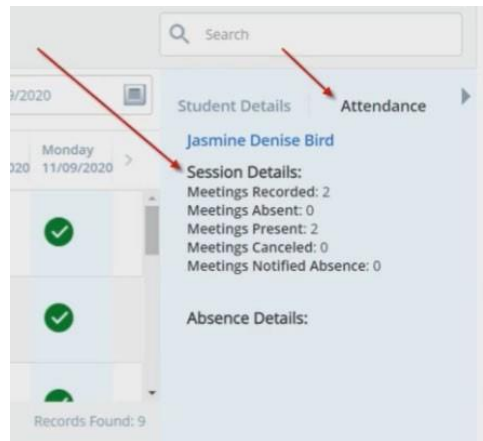 Search
9/2020
Student Details
Attendance
Jasmine Denise Bird
Monday
020 11/09/2020
Session Details:
Meetings Recorded: 2
Meetings Absent: 0
Meetings Present: 2
Meetings Canceled: 0
Meetings Notified Absence: 0
Absence Details:
Records Found: 9